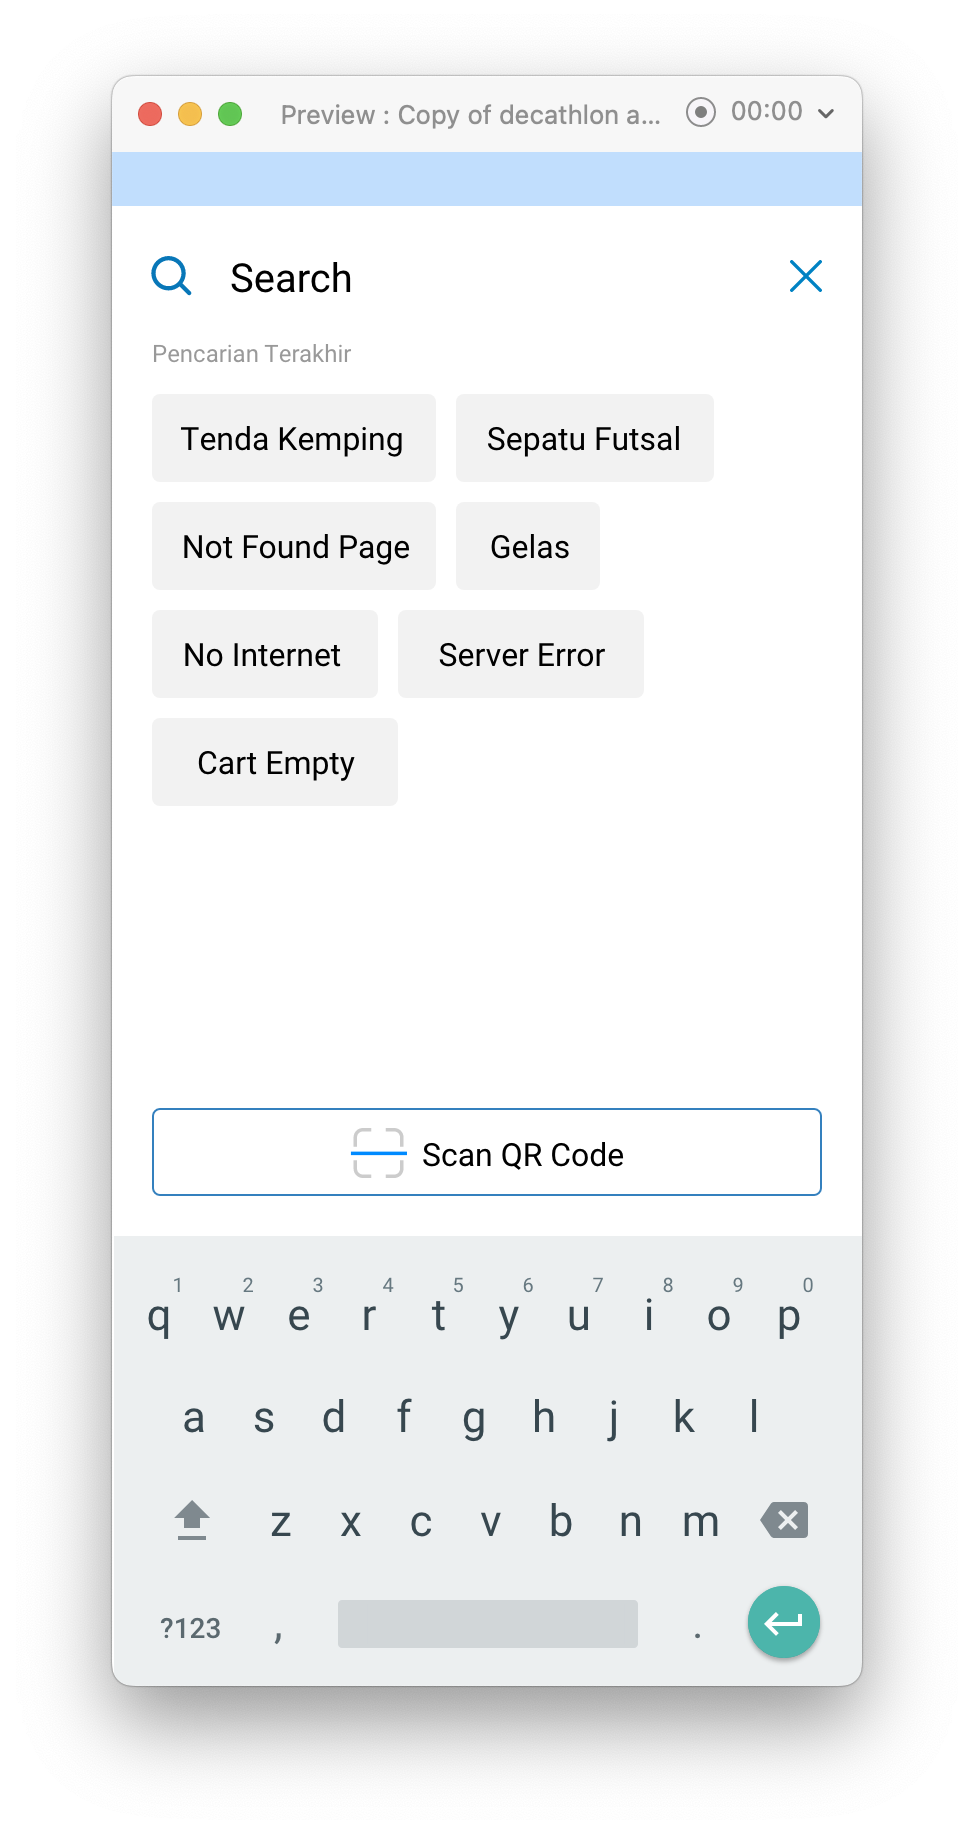 Preview : Copy of decathlon a... 00:00
Search
Pencarian Terakhir
Tenda Kemping Sepatu Futsal
Not Found Page Gelas
No Internet Server Error
Cart Empty
Scan QR Code
1 2 3 4 5 6 7 8 9 0
q w e r t y u i o p
a s d f g h j k l
z x c v b n m
?123 , .